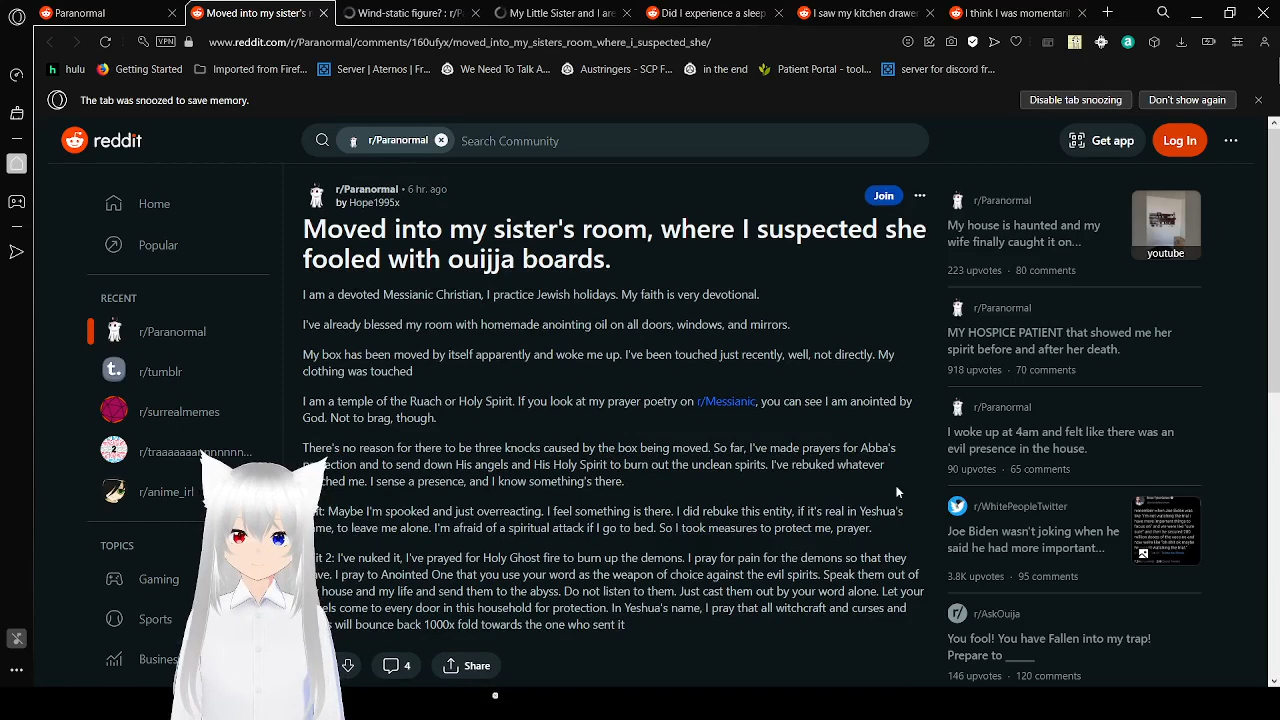 Paranormal
Moved into my sister's r
Wind-static figure? : r/Pa
My Little Sister and I are
Did I experience a sleep
I saw my kitchen drawe
I think I was momentari
VPN
www.reddit.com/r/Paranormal/comments/160ufyx/moved_into_my_sisters_room_where_i_suspected_she/
hulu
Getting Started
Imported from Firef...
Server | Aternos | Fr...
We Need To Talk A...
Austringers - SCP F...
in the end
Patient Portal - tool...
server for discord fr...
The tab was snoozed to save memory.
Disable tab snoozing
Don't show again
reddit
r/Paranormal
Search Community
Get app
Log In
Home
Popular
RECENT
r/Paranormal
r/tumblr
r/surrealmemes
r/anime_irl
TOPICS
Gaming
Sports
Busines
r/Paranormal • 6 hr. ago
by Hope1995x
Join
Moved into my sister's room, where I suspected she
fooled with ouijja boards.
I am a devoted Messianic Christian, I practice Jewish holidays. My faith is very devotional.
I've already blessed my room with homemade anointing oil on all doors, windows, and mirrors.
My box has been moved by itself apparently and woke me up. I've been touched just recently, well, not directly. My
clothing was touched
I am a temple of the Ruach or Holy Spirit. If you look at my prayer poetry on r/Messianic, you can see I am anointed by
God. Not to brag, though.
There's no reason for there to be three knocks caused by the box being moved. So far, I've made prayers for Abba's
and to send down His angels and His Holy Spirit to burn out the unclean spirits. I've rebuked whatever
me. I sense a presence, and I know something's there.
Maybe I'm spooked and just overreacting. I feel something is there. I did rebuke this entity, if it's real in Yeshua's
to leave me alone. I'm afraid of a spiritual attack if I go to bed. So I took measures to protect me, prayer.
2: I've nuked it, I've prayed Holy Ghost fire to burn up the demons. I pray for pain for the demons so that they
I pray to Anointed One that you use your word as the weapon of choice against the evil spirits. Speak them out of
house and my life and send them to the abyss. Do not listen to them. Just cast them out by your word alone. Let your
come to every door in this household for protection. In Yeshua's name, I pray that all witchcraft and curses and
will bounce back 1000x fold towards the one who sent it
4
Share
r/Paranormal
My house is haunted and my
wife finally caught it on...
youtube
223 upvotes · 80 comments
r/Paranormal
MY HOSPICE PATIENT that showed me her
spirit before and after her death.
918 upvotes · 70 comments
r/Paranormal
I woke up at 4am and felt like there was an
evil presence in the house.
90 upvotes · 65 comments
r/WhitePeopleTwitter
Joe Biden wasn't joking when he
said he had more important...
3.8K upvotes · 95 comments
r/AskOuija
You fool! You have Fallen into my trap!
Prepare to _____
146 upvotes · 120 comments